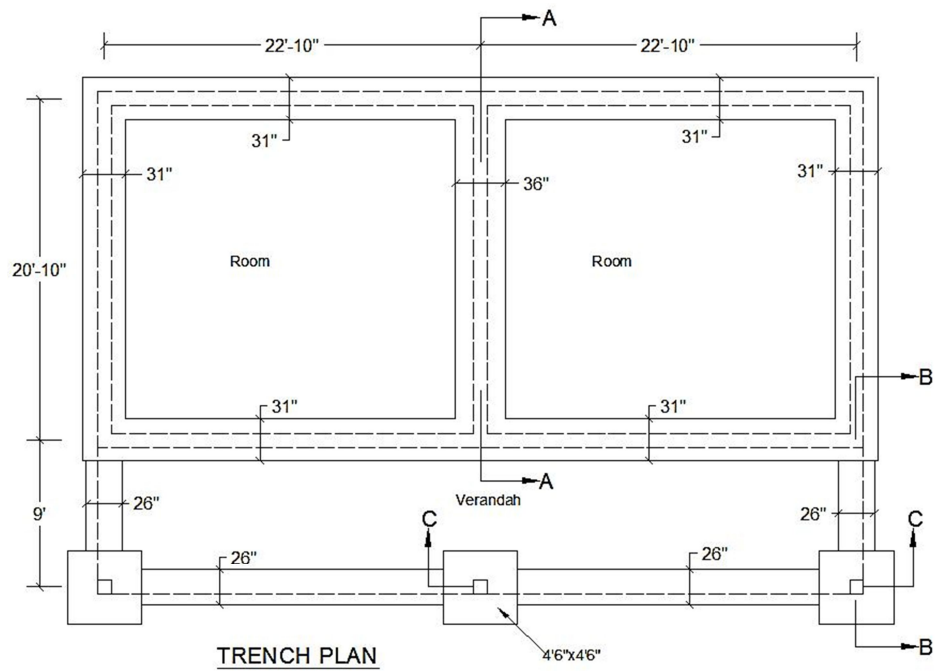 A
22'-10" 22'-10"
31" 31"
31" 36" 31"
Room Room
20'-10"
B
31" 31"
A
Verandah
26" C 26" C
9'
26" 26"
B
4'6"x4'6"
TRENCH PLAN